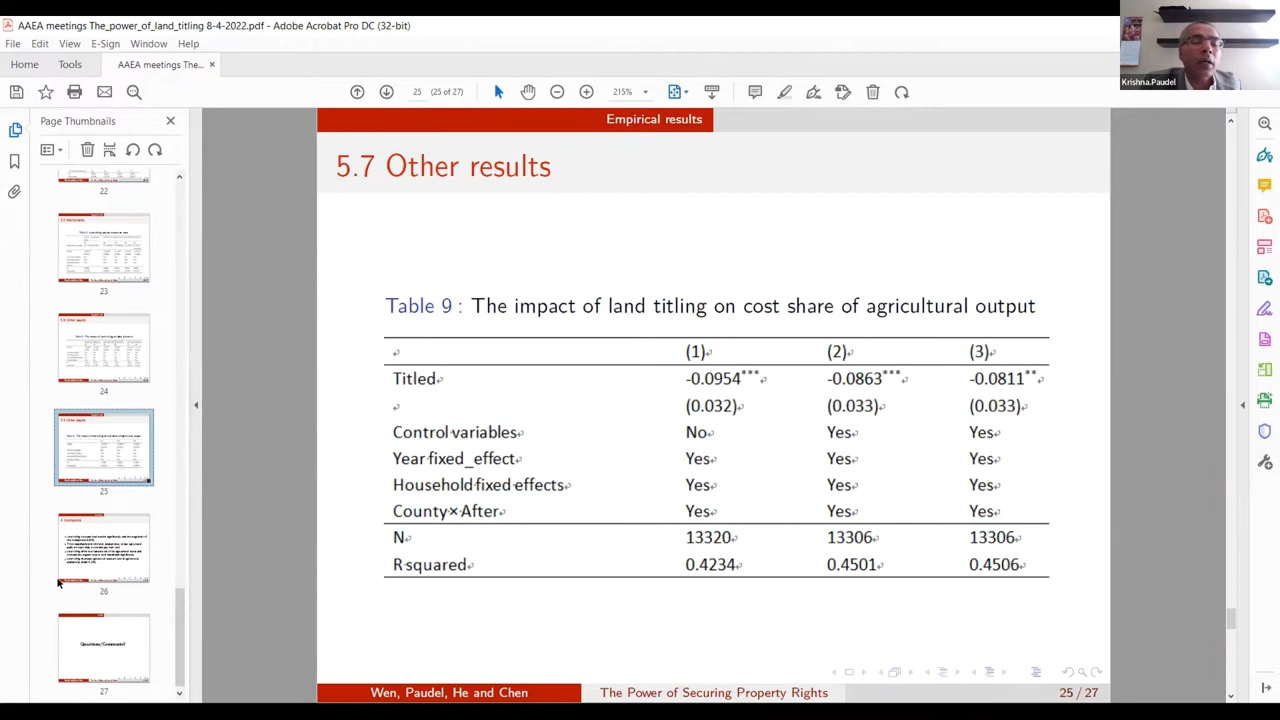 AAEA meetings The_power_of_land_titling 8-4-2022.pdf - Adobe Acrobat Pro DC (32-bit)
File Edit View E-Sign Window Help
Home Tools AAEA meetings The... ×
25 215%
Krishna.Paudel
Page Thumbnails
22
23
24
25
26
Questions/Comments?
27
Empirical results
5.7 Other results
Table 9 : The impact of land titling on cost share of agricultural output
(1) (2) (3)
Titled -0.0954*** -0.0863*** -0.0811**
(0.032) (0.033) (0.033)
Control variables No Yes Yes
Year fixed_effect Yes Yes Yes
Household fixed effects Yes Yes Yes
County × After Yes Yes Yes
N 13320 13306 13306
R squared 0.4234 0.4501 0.4506
Wen, Paudel, He and Chen The Power of Securing Property Rights 25 / 27